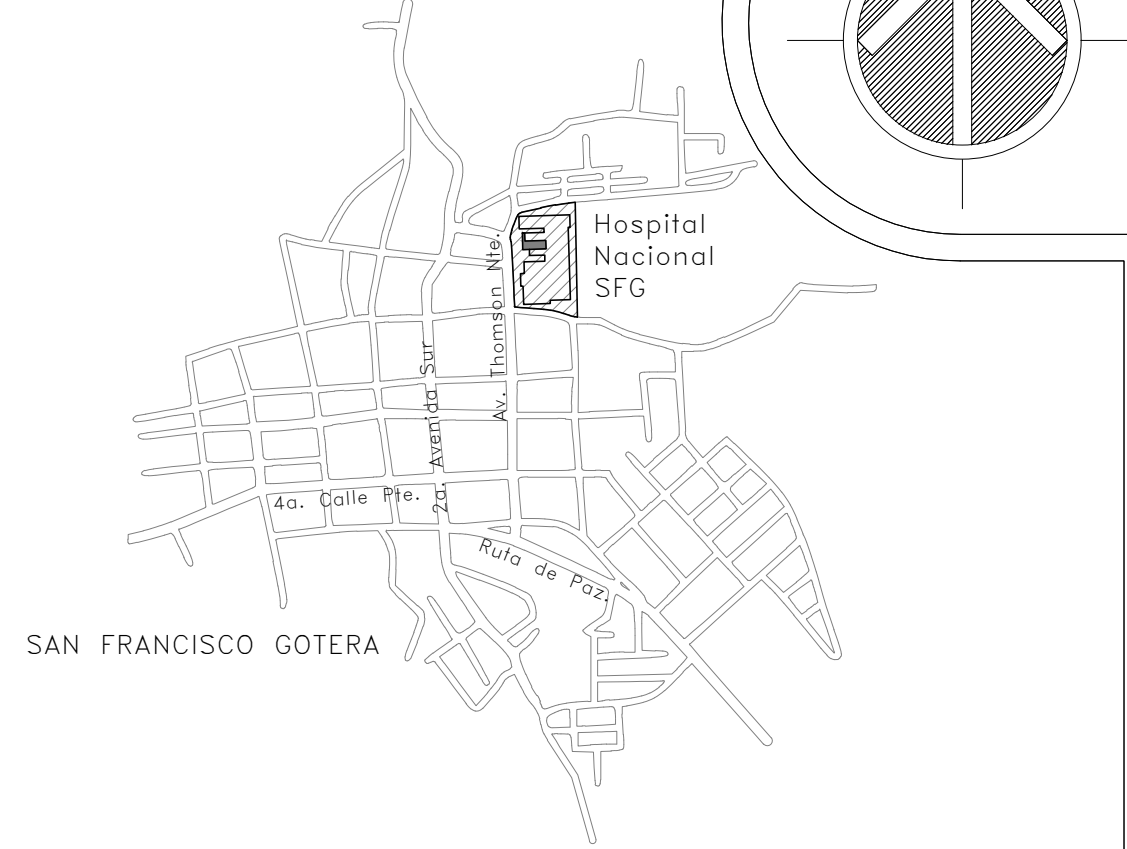 Hospital
Nacional
SFG
Av. Thomson Nte.
2a. Avenida Sur
4a. Calle Pte.
Ruta de Paz.
SAN FRANCISCO GOTERA